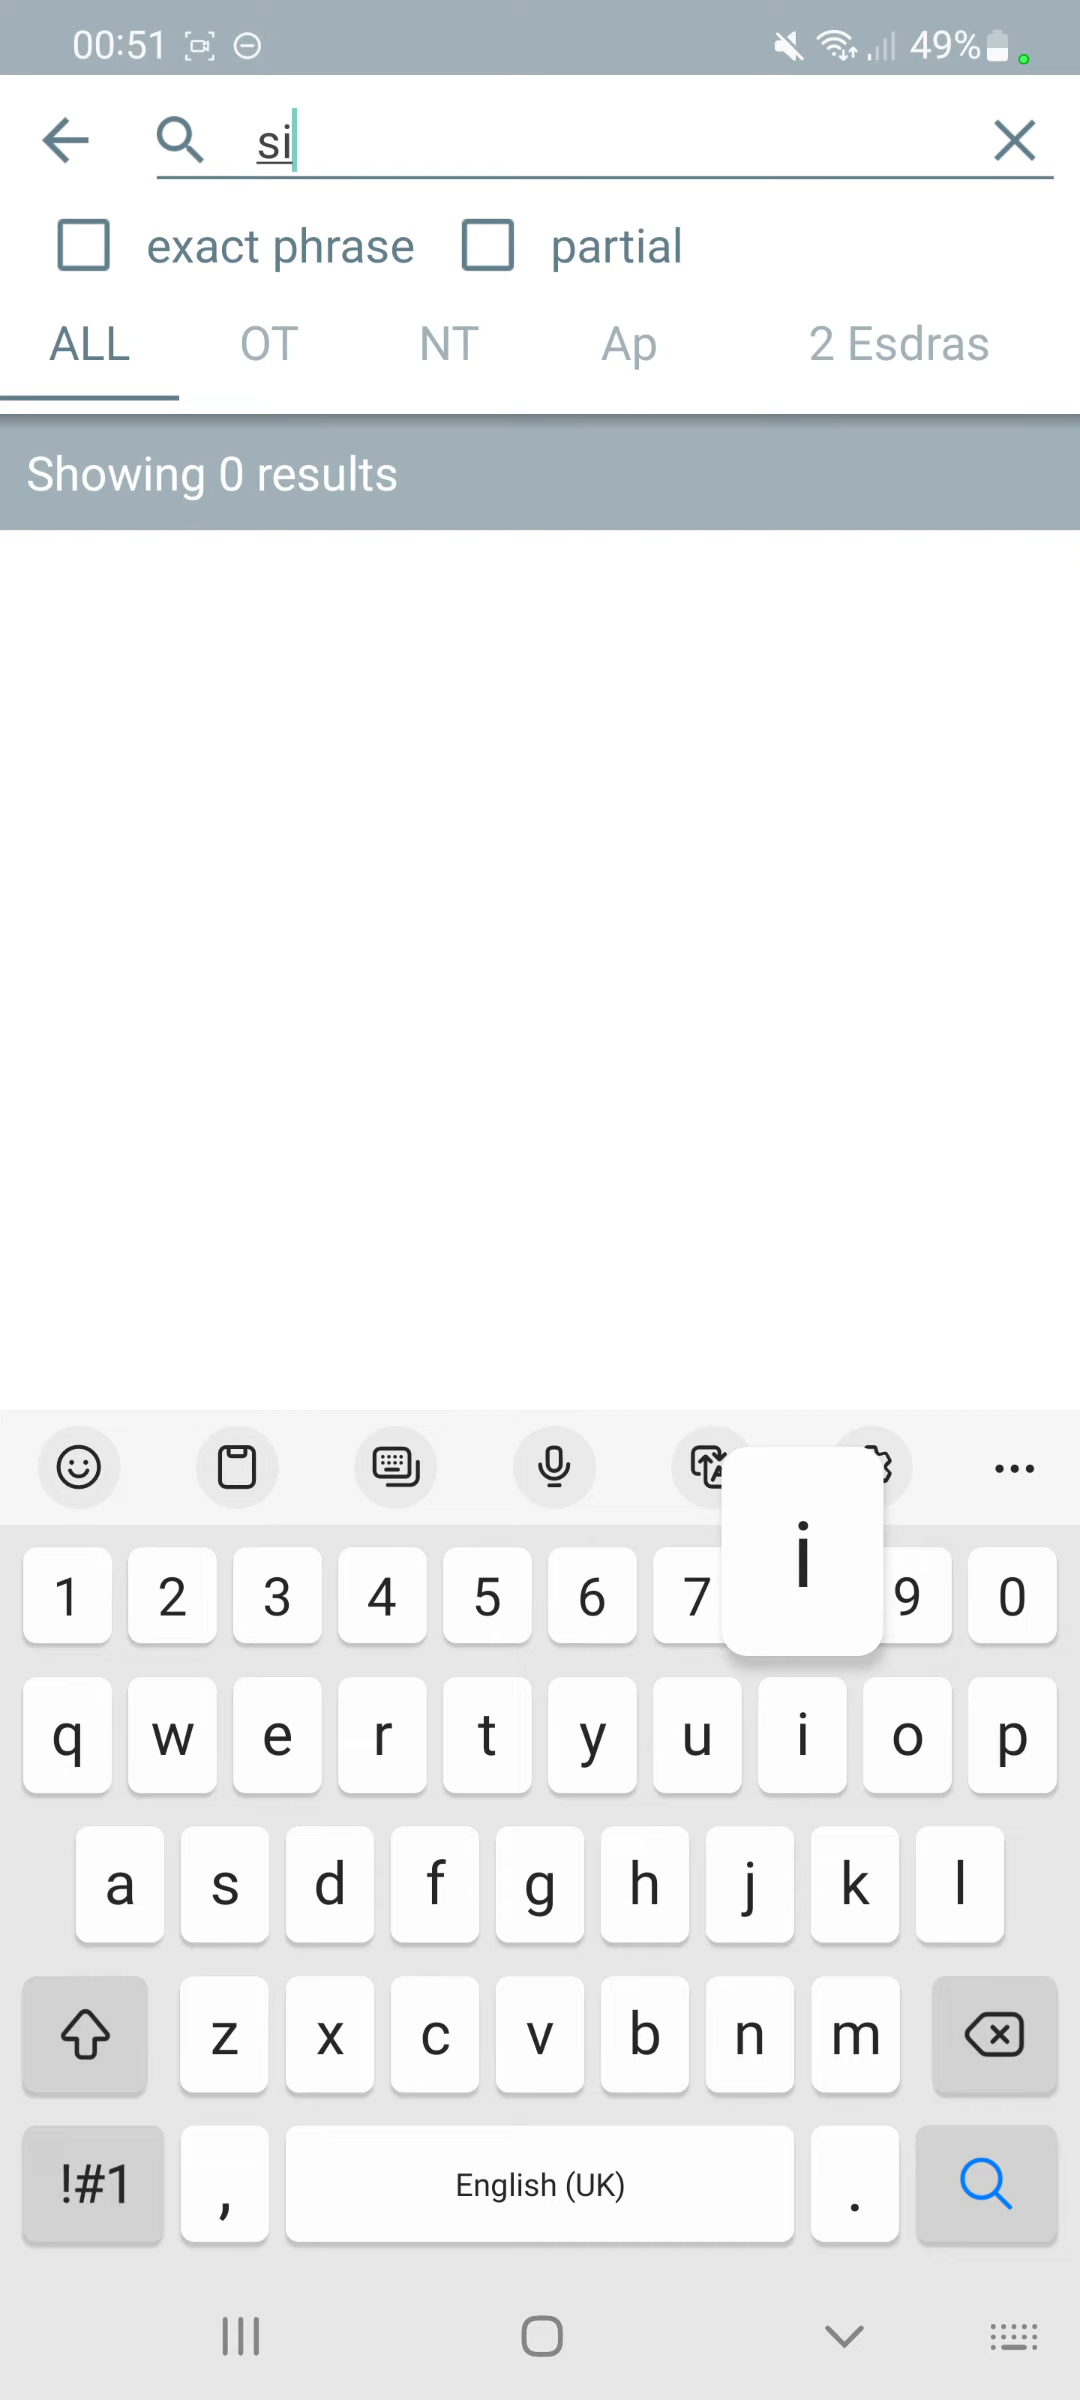 00:51 49%
si
exact phrase partial
ALL OT NT Ap 2 Esdras
Showing 0 results
i
1 2 3 4 5 6 7 9 0
q w e r t y u i o p
a s d f g h j k l
z x c v b n m
!#1 , English (UK) .